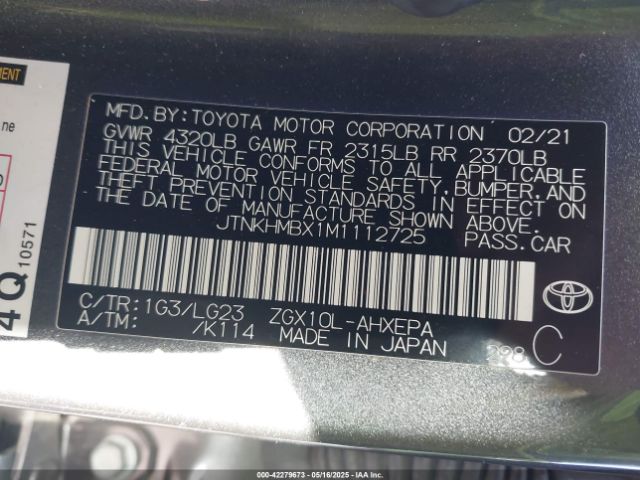 MFD.BY:TOYOTA MOTOR CORPORATION 02/21
GVWR 4320LB GAWR FR 2315LB RR 2370LB
THIS VEHICLE CONFORMS TO ALL APPLICABLE
FEDERAL MOTOR VEHICLE SAFETY,BUMPER,AND
THEFT PREVENTION STANDARDS IN EFFECT ON
THE DATE OF MANUFACTURE SHOWN ABOVE.
JTNKHMBX1M1112725 PASS.CAR
C/TR:1G3/LG23 ZGX10L-AHXEPA
A/TM: /K114 MADE IN JAPAN
C
ne
4Q
10571
000-42279673 - 05/16/2025 - IAAI.COM